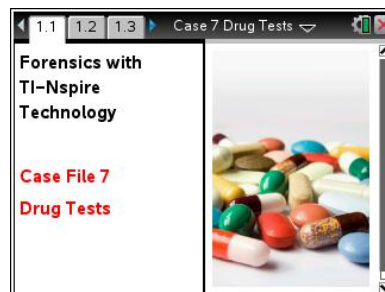 1.1 1.2 1.3 Case 7 Drug Tests
Forensics with
TI-Nspire
Technology
Case File 7
Drug Tests